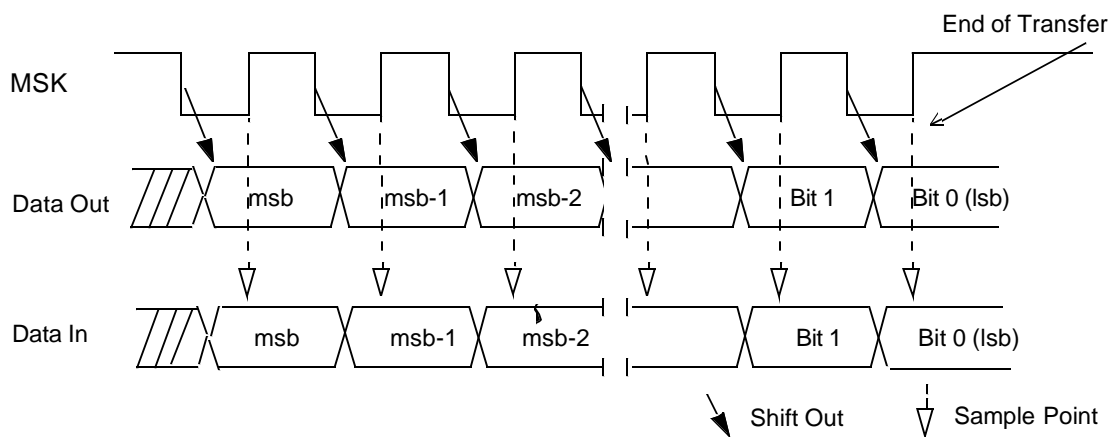 End of Transfer
MSK
Data Out
msb
msb-1
msb-2
Bit 1
Bit 0 (lsb)
Data In
msb
msb-1
msb-2
Bit 1
Bit 0 (lsb)
Shift Out
Sample Point